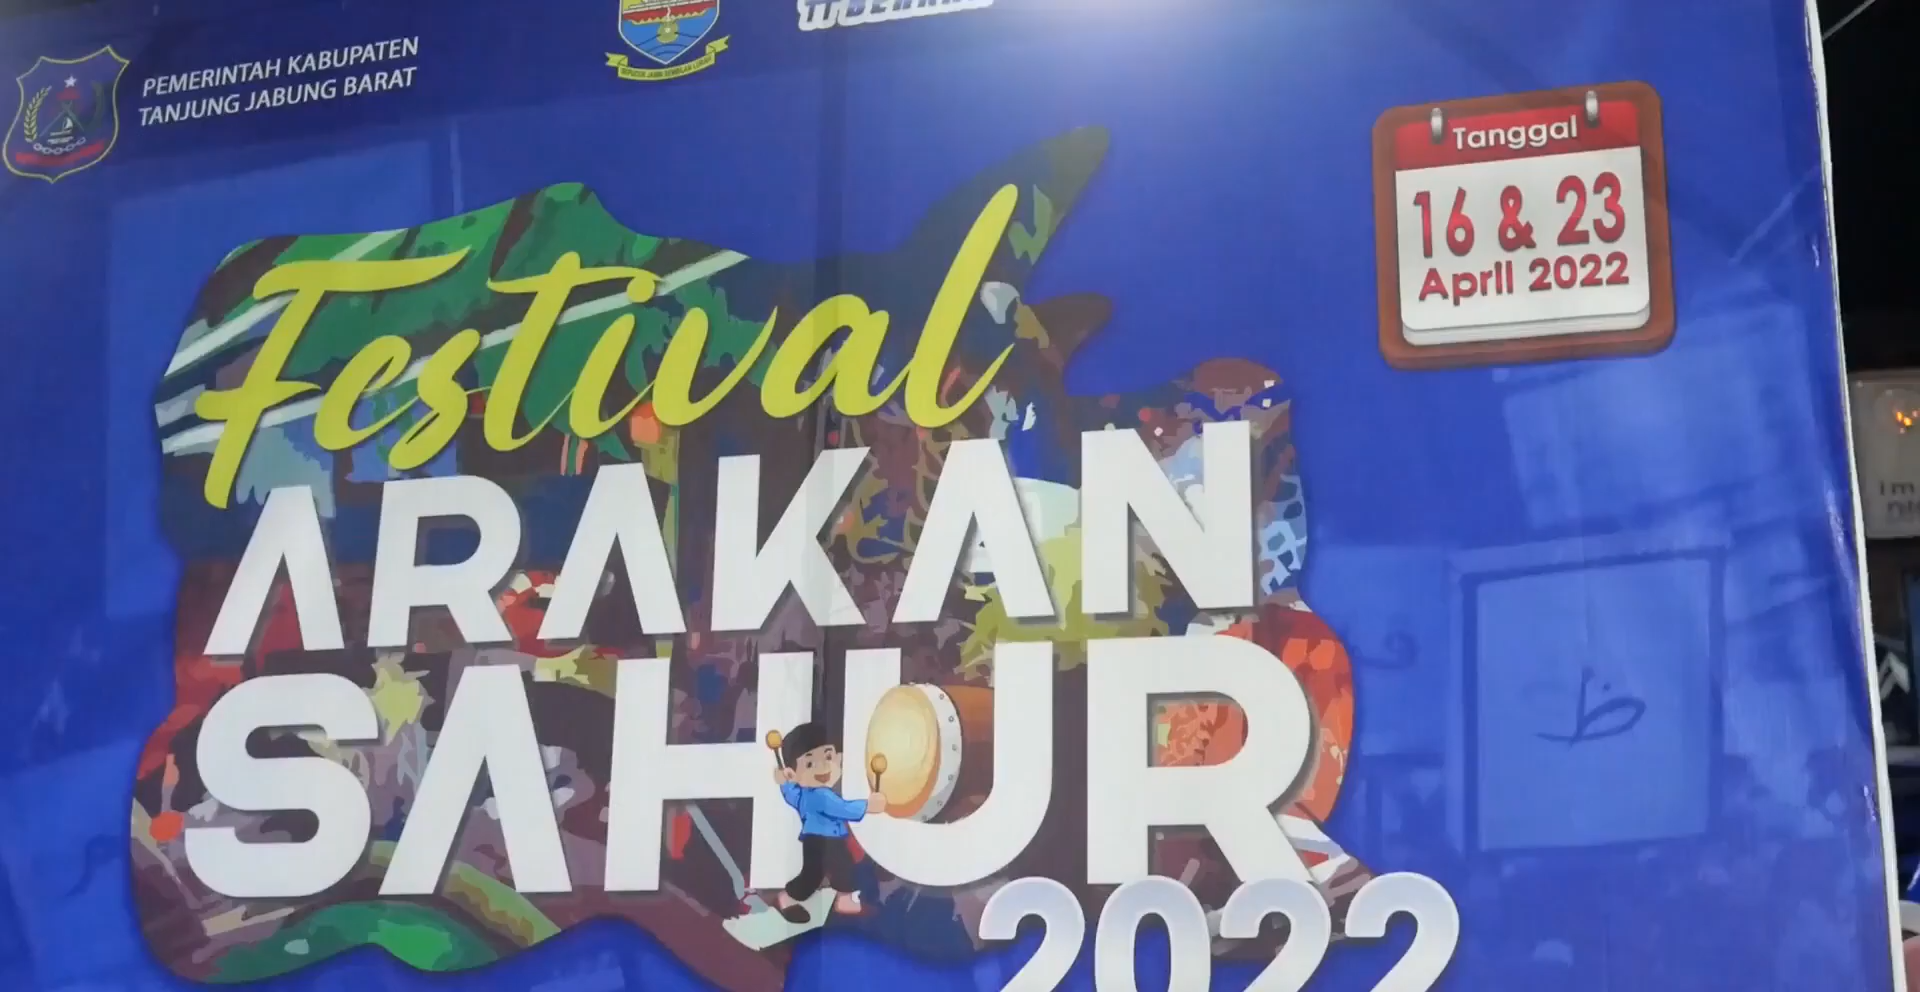 PEMERINTAH KABUPATEN
TANJUNG JABUNG BARAT
Tanggal
16 & 23
April 2022
Festival
ARAKAN
SAHUR
2022